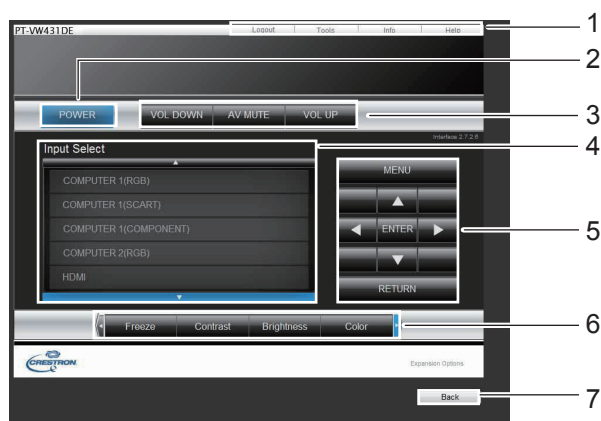 PT-VW431DE
Logout Tools Info Help
1
2
POWER VOL DOWN AV MUTE VOL UP
3
Interface 2.7.2.6
Input Select
4
COMPUTER 1(RGB)
COMPUTER 1(SCART)
COMPUTER 1(COMPONENT)
COMPUTER 2(RGB)
HDMI
MENU
ENTER
RETURN
5
Freeze Contrast Brightness Color
6
CRESTRON
Expansion Options
Back
7